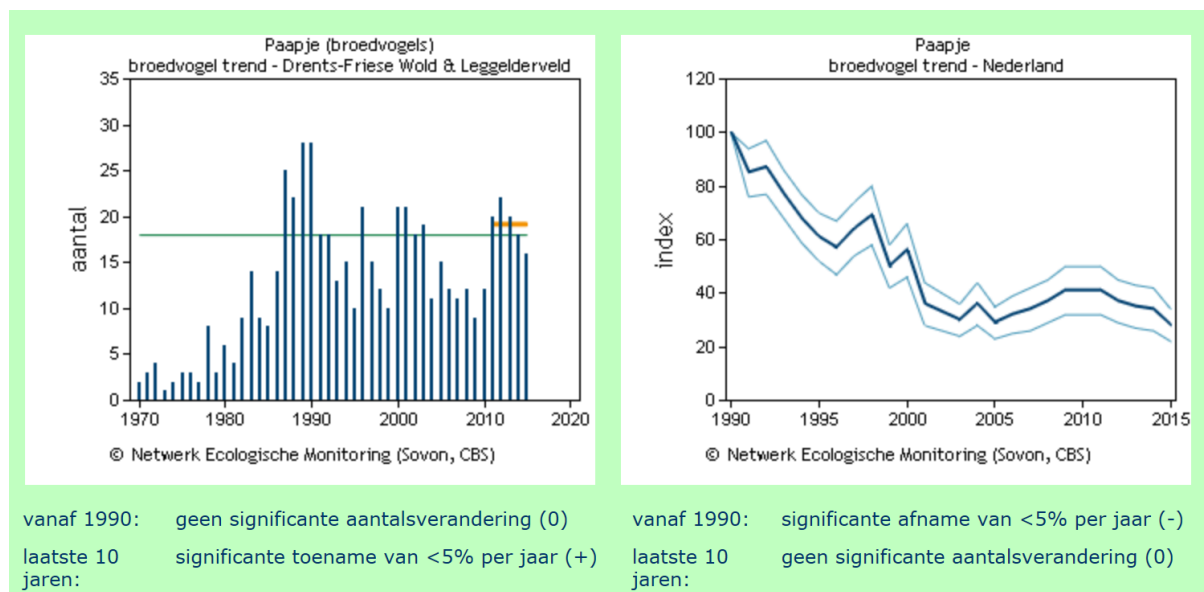 Paapje (broedvogels)
broedvogel trend - Drents-Friese Wold & Leggelderveld
35
30
25
20
15
10
5
0
aantal
1970
1980
1990
2000
2010
2020
© Netwerk Ecologische Monitoring (Sovon, CBS)
Paapje
broedvogel trend - Nederland
120
100
80
60
40
20
0
index
1990
1995
2000
2005
2010
2015
© Netwerk Ecologische Monitoring (Sovon, CBS)
vanaf 1990: geen significante aantalsverandering (0)
laatste 10 significante toename van <5% per jaar (+)
jaren:
vanaf 1990: significante afname van <5% per jaar (-)
laatste 10 geen significante aantalsverandering (0)
jaren: